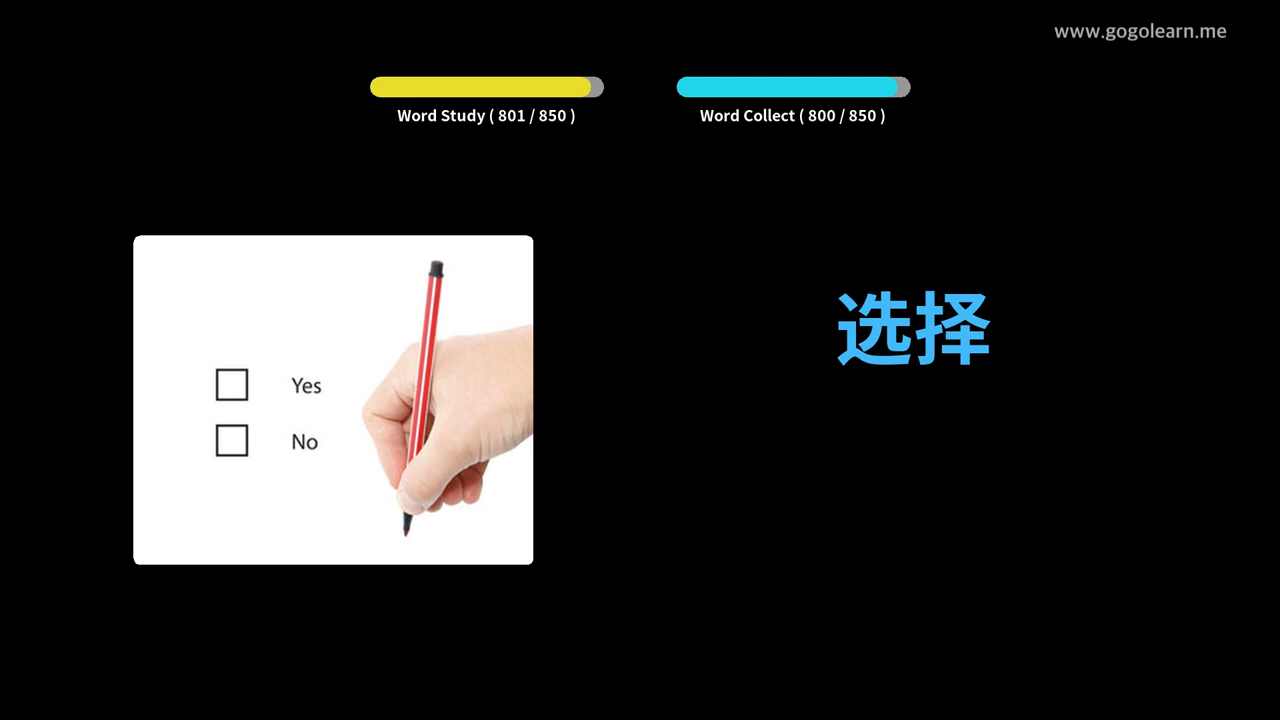 www.gogolearn.me
Word Study ( 801 / 850 )
Word Collect ( 800 / 850 )
选择
Yes
No